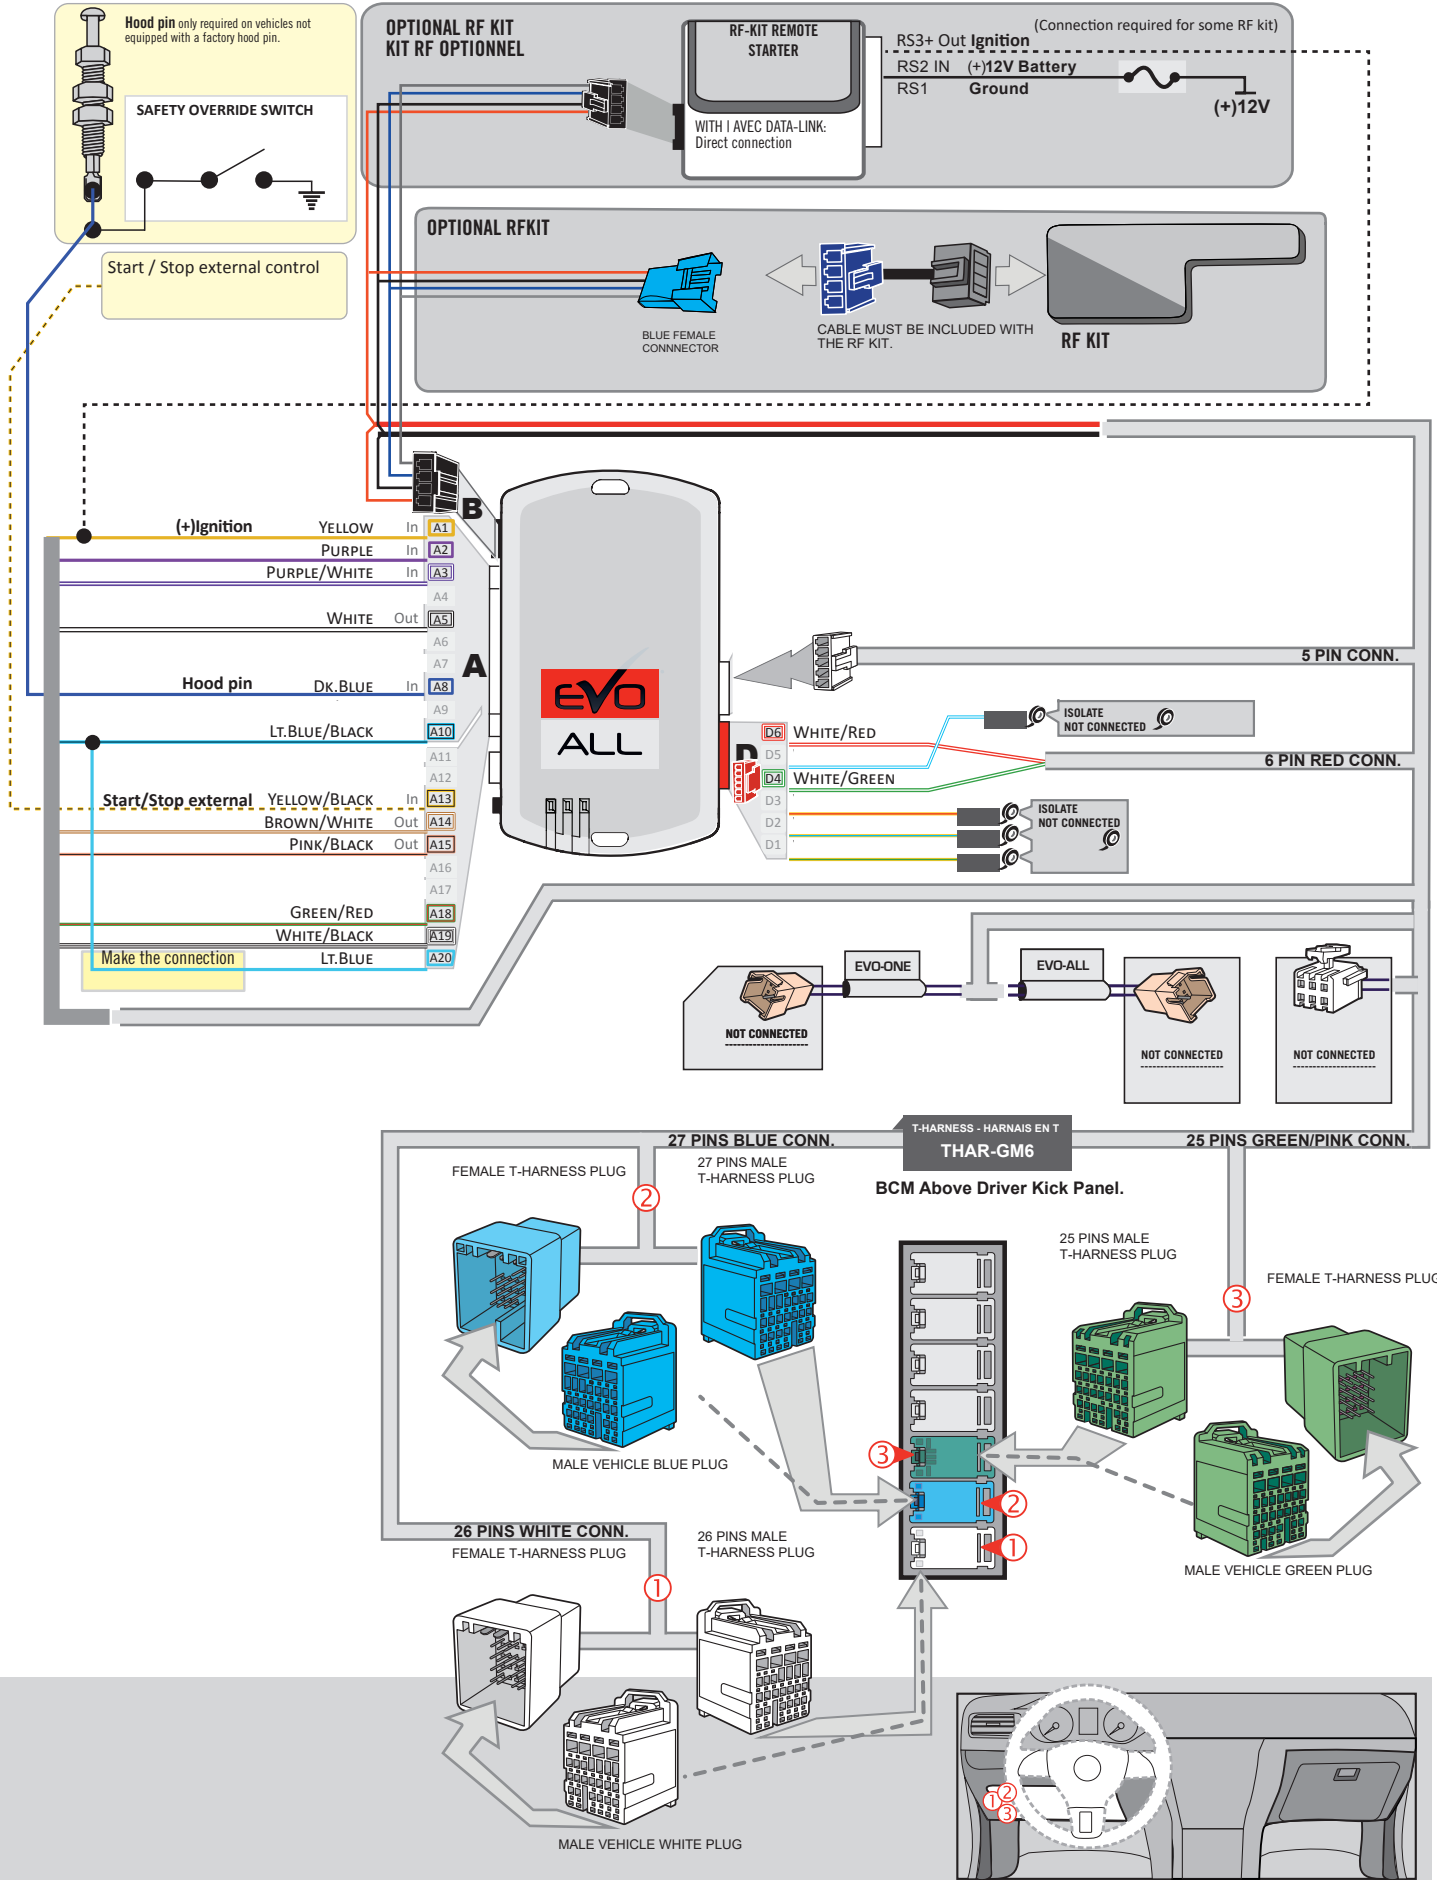 Hood pin only required on vehicles not
equipped with a factory hood pin.
SAFETY OVERRIDE SWITCH
Start / Stop external control
OPTIONAL RF KIT
KIT RF OPTIONNEL
RF-KIT REMOTE
STARTER
WITH | AVEC DATA-LINK:
Direct connection
(Connection required for some RF kit)
RS3+ Out Ignition
RS2 IN (+)12V Battery
RS1 Ground
(+)12V
OPTIONAL RFKIT
BLUE FEMALE
CONNNECTOR
CABLE MUST BE INCLUDED WITH
THE RF KIT.
RF KIT
B
A
(+)Ignition YELLOW In A1
PURPLE In A2
PURPLE/WHITE In A3
A4
WHITE Out A5
A6
A7
Hood pin DK.BLUE In A8
A9
LT.BLUE/BLACK A10
A11
A12
Start/Stop external YELLOW/BLACK In A13
BROWN/WHITE Out A14
PINK/BLACK Out A15
A16
A17
GREEN/RED A18
WHITE/BLACK A19
Make the connection LT.BLUE A20
EVO
ALL
5 PIN CONN.
D
D6 WHITE/RED
D5
D4 WHITE/GREEN
D3
D2
D1
ISOLATE
NOT CONNECTED
6 PIN RED CONN.
ISOLATE
NOT CONNECTED
EVO-ONE
EVO-ALL
NOT CONNECTED
NOT CONNECTED
NOT CONNECTED
T-HARNESS - HARNAIS EN T
THAR-GM6
27 PINS BLUE CONN.
25 PINS GREEN/PINK CONN.
BCM Above Driver Kick Panel.
FEMALE T-HARNESS PLUG
27 PINS MALE
T-HARNESS PLUG
2
MALE VEHICLE BLUE PLUG
25 PINS MALE
T-HARNESS PLUG
FEMALE T-HARNESS PLUG
3
MALE VEHICLE GREEN PLUG
3
2
1
26 PINS WHITE CONN.
FEMALE T-HARNESS PLUG
26 PINS MALE
T-HARNESS PLUG
1
MALE VEHICLE WHITE PLUG
1
2
3